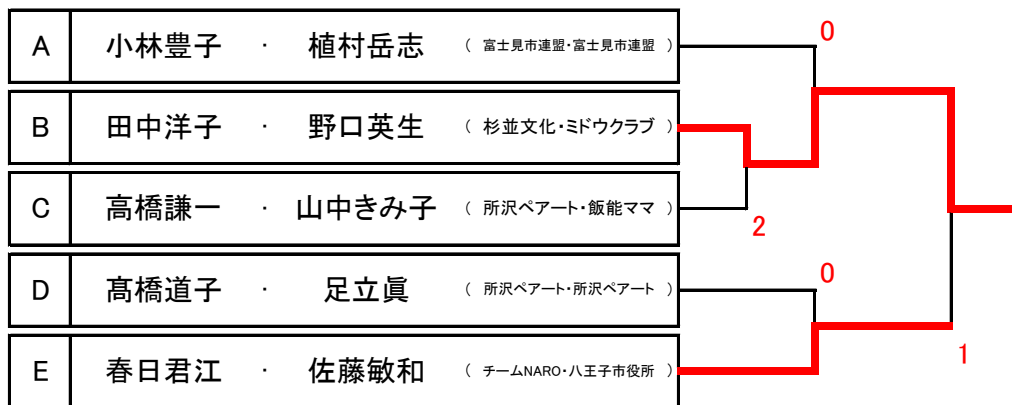 0
A 小林豊子 ・ 植村岳志 ( 富士見市連盟・富士見市連盟 )
B 田中洋子 ・ 野口英生 ( 杉並文化・ミドウクラブ )
C 高橋謙一 ・ 山中きみ子 ( 所沢ペアート・飯能ママ )
2
D 髙橋道子 ・ 足立眞 ( 所沢ペアート・所沢ペアート )
0
1
E 春日君江 ・ 佐藤敏和 ( チームNARO・八王子市役所 )